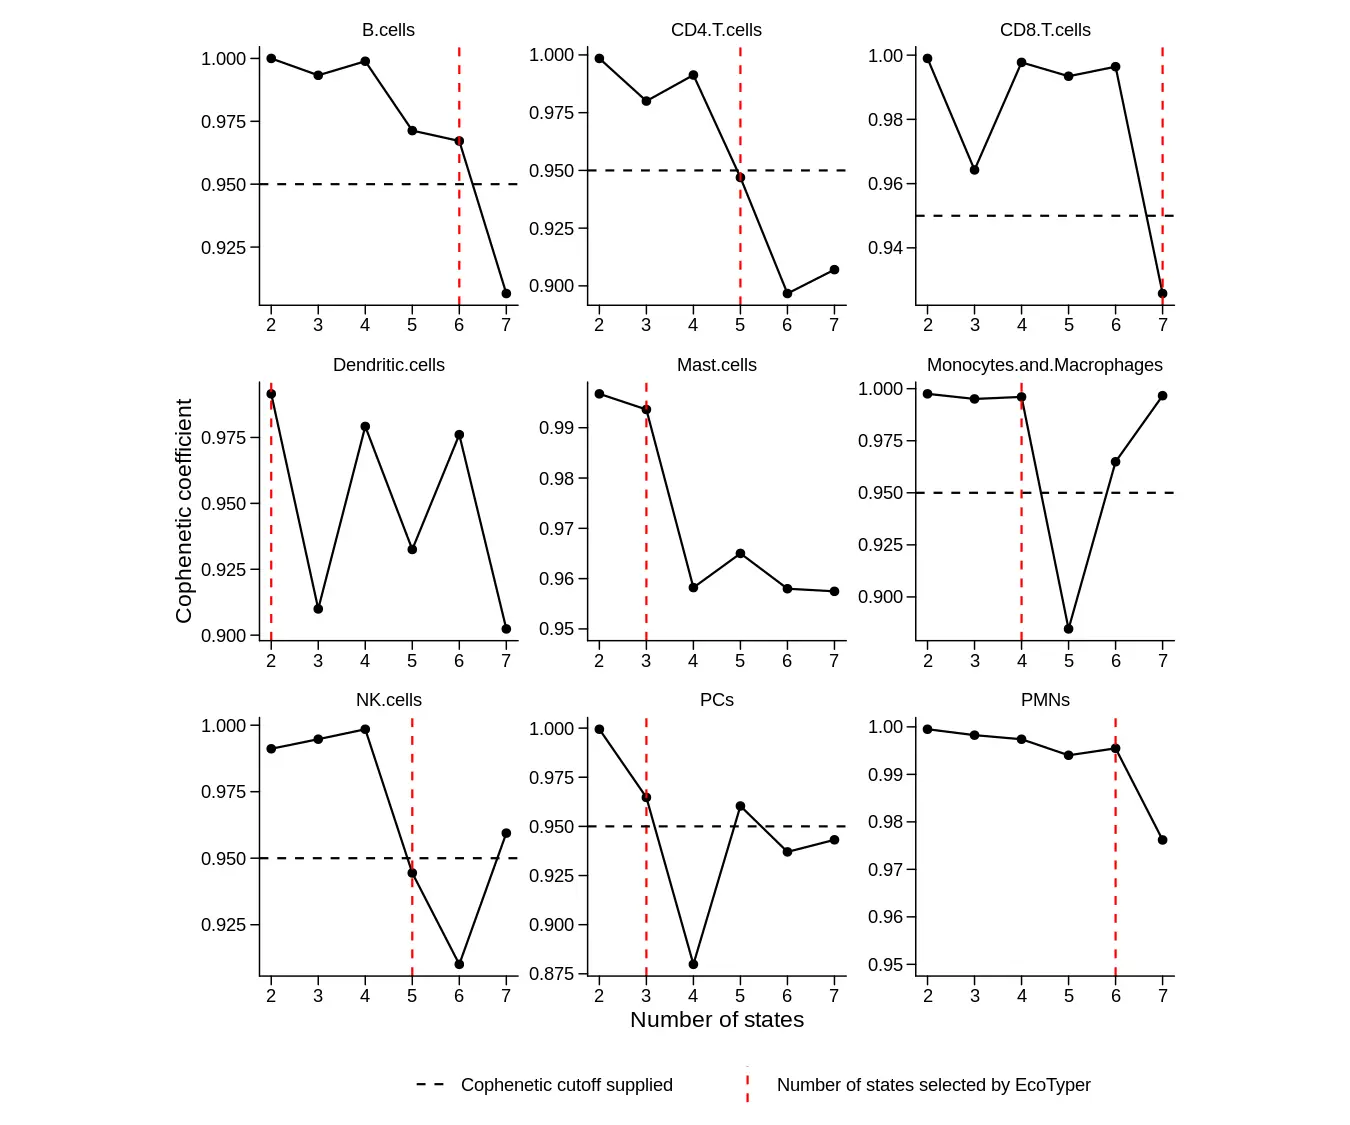 B.cells
CD4.T.cells
CD8.T.cells
1.000
0.975
0.950
0.925
2 3 4 5 6 7
1.000
0.975
0.950
0.925
0.900
2 3 4 5 6 7
1.00
0.98
0.96
0.94
2 3 4 5 6 7
Cophenetic coefficient
Dendritic.cells
Mast.cells
Monocytes.and.Macrophages
0.975
0.950
0.925
0.900
2 3 4 5 6 7
0.99
0.98
0.97
0.96
0.95
2 3 4 5 6 7
1.000
0.975
0.950
0.925
0.900
2 3 4 5 6 7
NK.cells
PCs
PMNs
1.000
0.975
0.950
0.925
2 3 4 5 6 7
1.000
0.975
0.950
0.925
0.900
0.875
2 3 4 5 6 7
1.00
0.99
0.98
0.97
0.96
0.95
2 3 4 5 6 7
Number of states
Cophenetic cutoff supplied
Number of states selected by EcoTyper